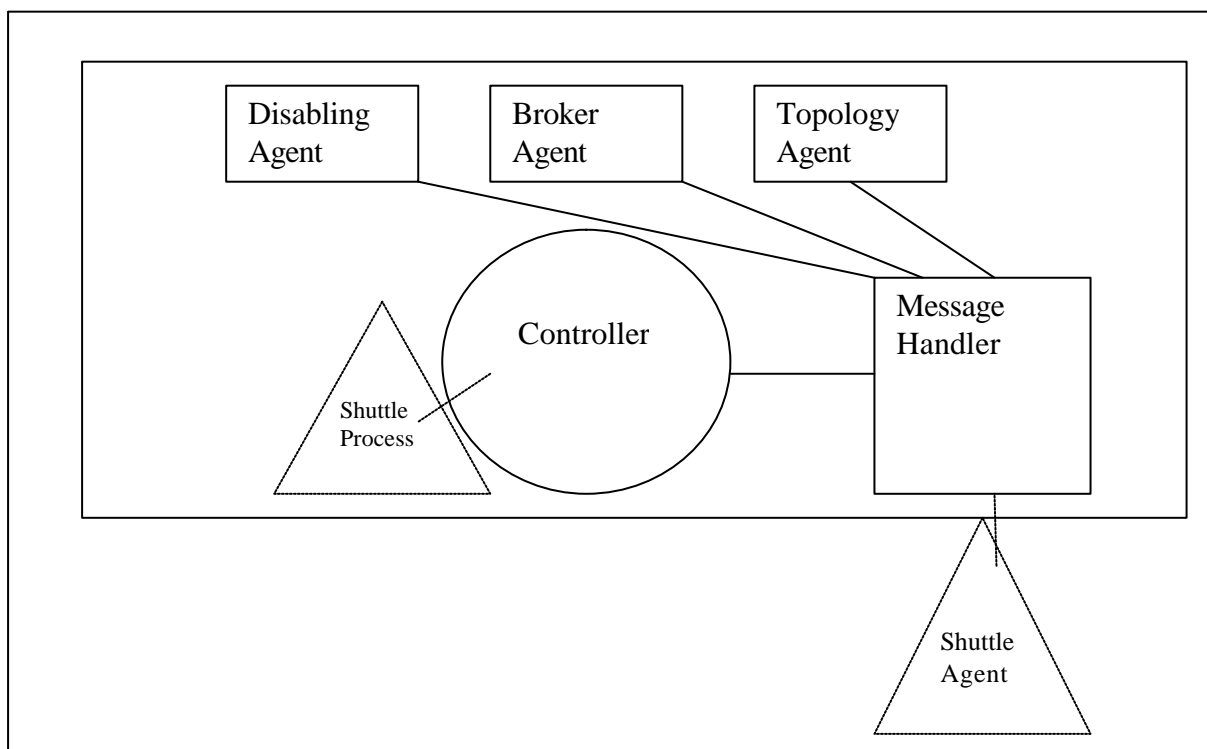 Disabling
Agent
Broker
Agent
Topology
Agent
Message
Handler
Controller
Shuttle
Process
Shuttle
Agent